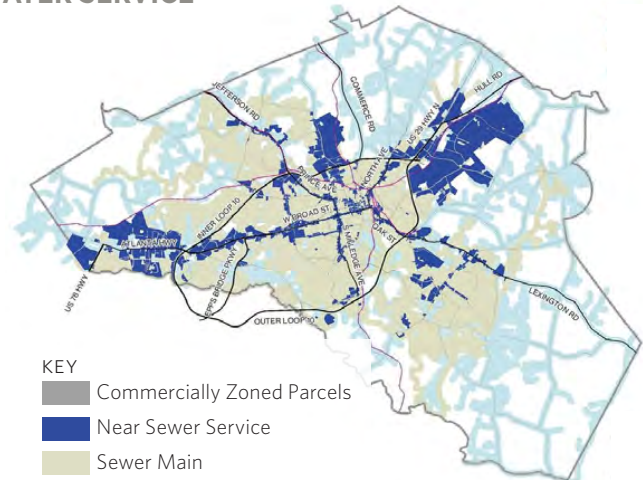 ATER SERVICE
JEFFERSON RD
COMMERCE RD
US 29 HWY N
HULL RD
NORTH AVE
PRINCE AVE
INNER LOOP 10
W BROAD ST
OAK ST
S MILLEDGE AVE
ATLANTA HWY
US 78 HWY
EPPS BRIDGE PKWY
OUTER LOOP 10
LEXINGTON RD
KEY
Commercially Zoned Parcels
Near Sewer Service
Sewer Main